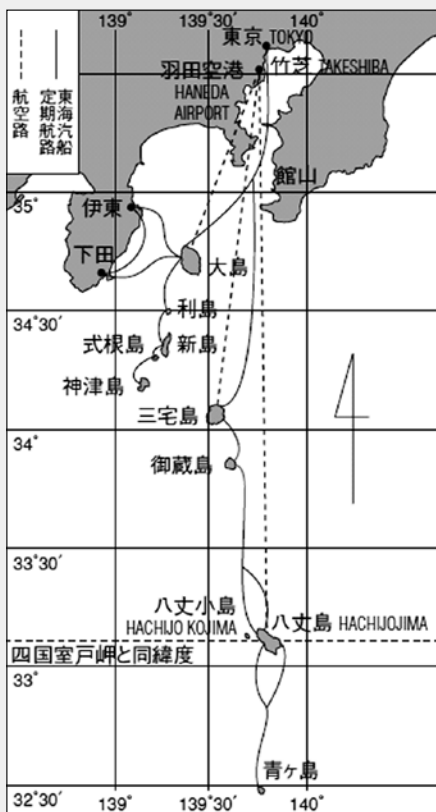 139° 139°30′ 140°
航空路
東海汽船
定期航路
東京 TOKYO
羽田空港
竹芝 TAKESHIBA
HANEDA
AIRPORT
館山
35°
伊東
下田
大島
利島
34°30′
式根島
新島
神津島
三宅島
34°
御蔵島
33°30′
八丈小島
HACHIJO KOJIMA
八丈島 HACHIJOJIMA
四国室戸岬と同緯度
33°
青ヶ島
32°30′
139° 139°30′ 140°